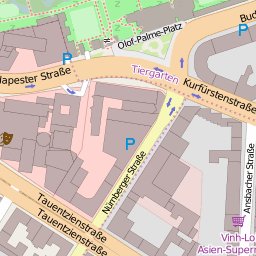 Olof-Palme-Platz
Bud
P
Tiergarten
dapester Straße
Kurfürstenstraße
P
Nürnberger Straße
Ansbacher Straße
Tauentzienstraße
Tauentzienstraße
Vinh-Lo
Asien-Superm